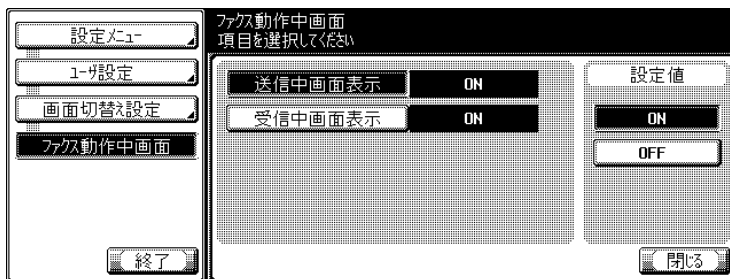 設定メニュー
ユーザ設定
画面切替え設定
ファクス動作中画面
終了
ファクス動作中画面
項目を選択してください
送信中画面表示 ON
受信中画面表示 ON
設定値
ON
OFF
閉じる